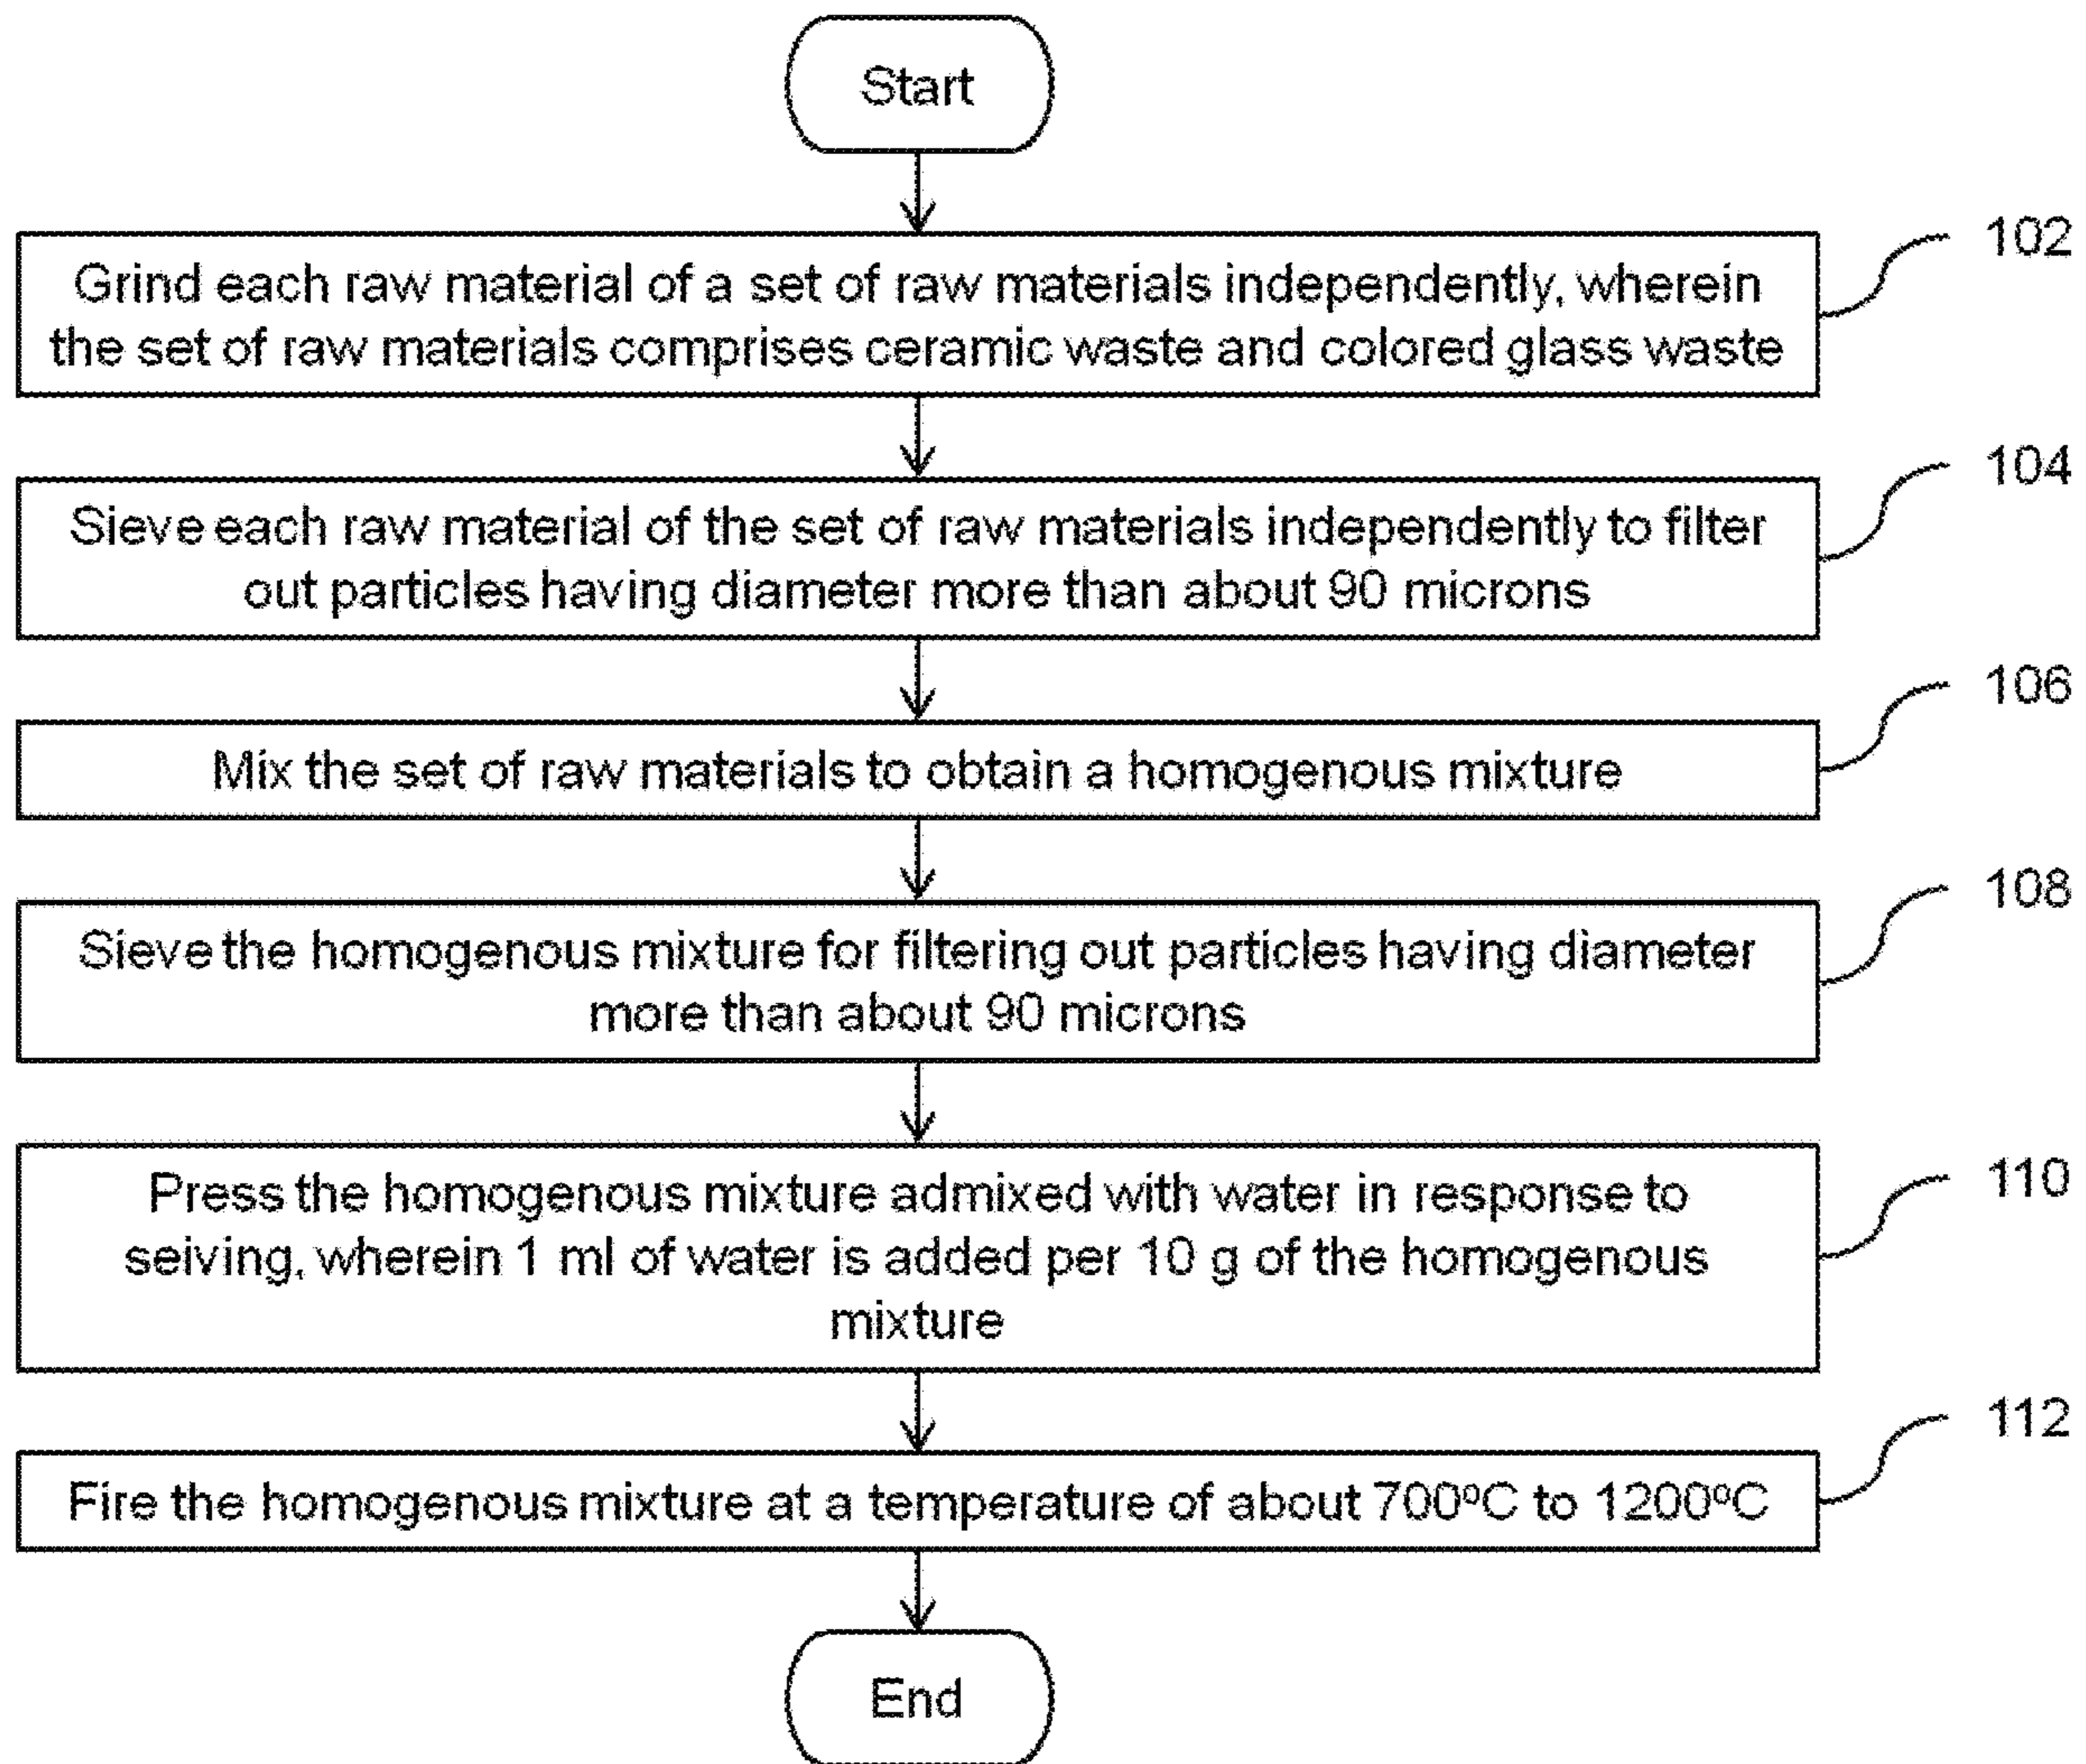 Start
Grind each raw material of a set of raw materials independently, wherein
the set of raw materials comprises ceramic waste and colored glass waste
102
Sieve each raw material of the set of raw materials independently to filter
out particles having diameter more than about 90 microns
104
Mix the set of raw materials to obtain a homogenous mixture
106
Sieve the homogenous mixture for filtering out particles having diameter
more than about 90 microns
108
Press the homogenous mixture admixed with water in response to
seiving, wherein 1 ml of water is added per 10 g of the homogenous
mixture
110
Fire the homogenous mixture at a temperature of about 700ºC to 1200ºC
112
End